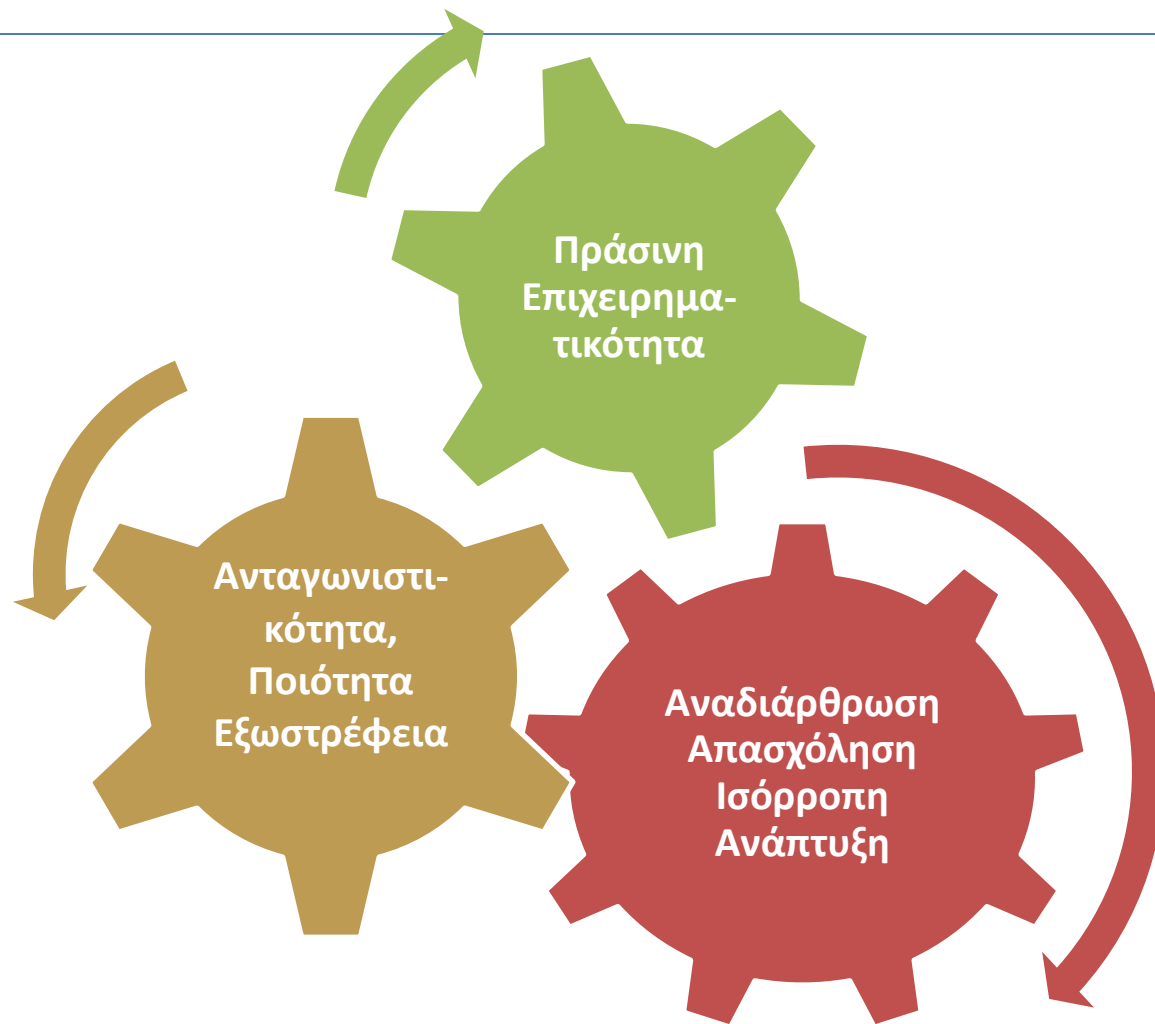 Πράσινη
Επιχειρημα-
τικότητα
Ανταγωνιστι-
κότητα,
Ποιότητα
Εξωστρέφεια
Αναδιάρθρωση
Απασχόληση
Ισόρροπη
Ανάπτυξη